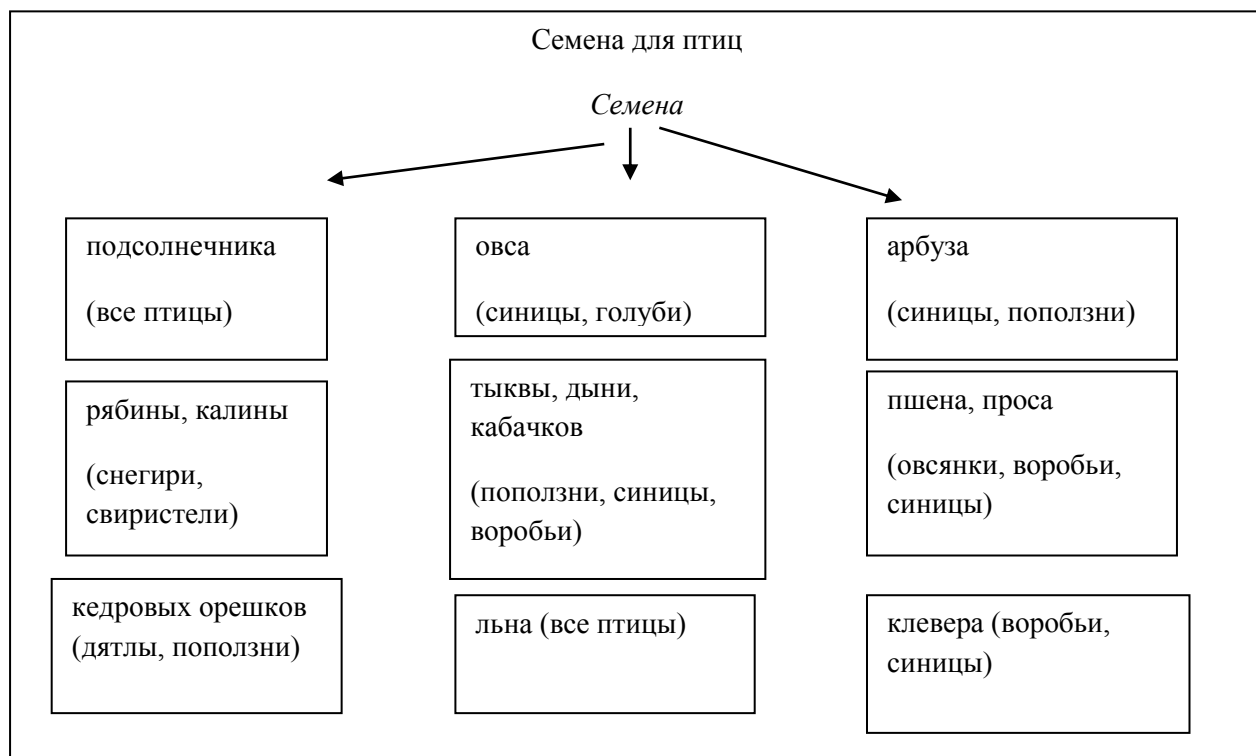 Семена для птиц
Семена
подсолнечника
(все птицы)
овса
(синицы, голуби)
арбуза
(синицы, поползни)
рябины, калины
(снегири,
свиристели)
тыквы, дыни,
кабачков
(поползни, синицы,
воробьи)
пшена, проса
(овсянки, воробьи,
синицы)
кедровых орешков
(дятлы, поползни)
льна (все птицы)
клевера (воробьи,
синицы)